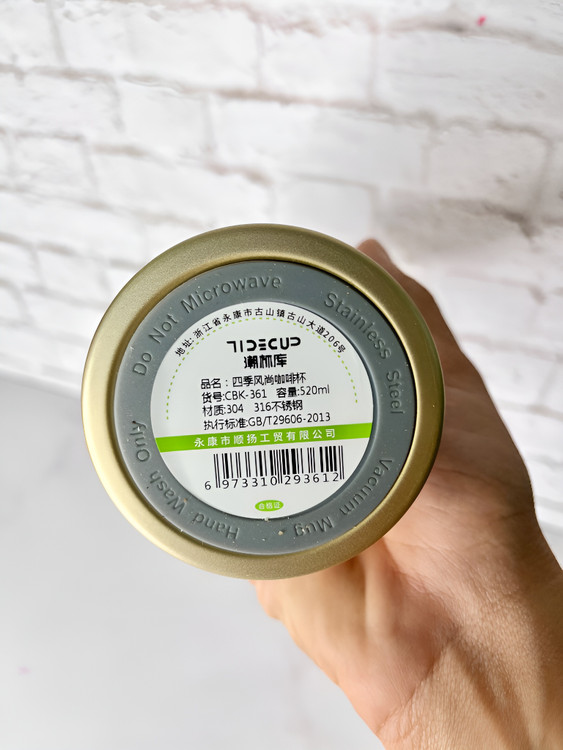 Do Not Microwave
Stainless Steel
Vacuum Mug
Hand Wash Only
地址:浙江省永康市古山镇古山大道206号
TIDECUP
潮杯库
品名:四季风尚咖啡杯
货号:CBK-361 容量:520ml
材质:304 316不锈钢
执行标准:GB/T29606-2013
永康市顺扬工贸有限公司
6 973310 293612
合格证